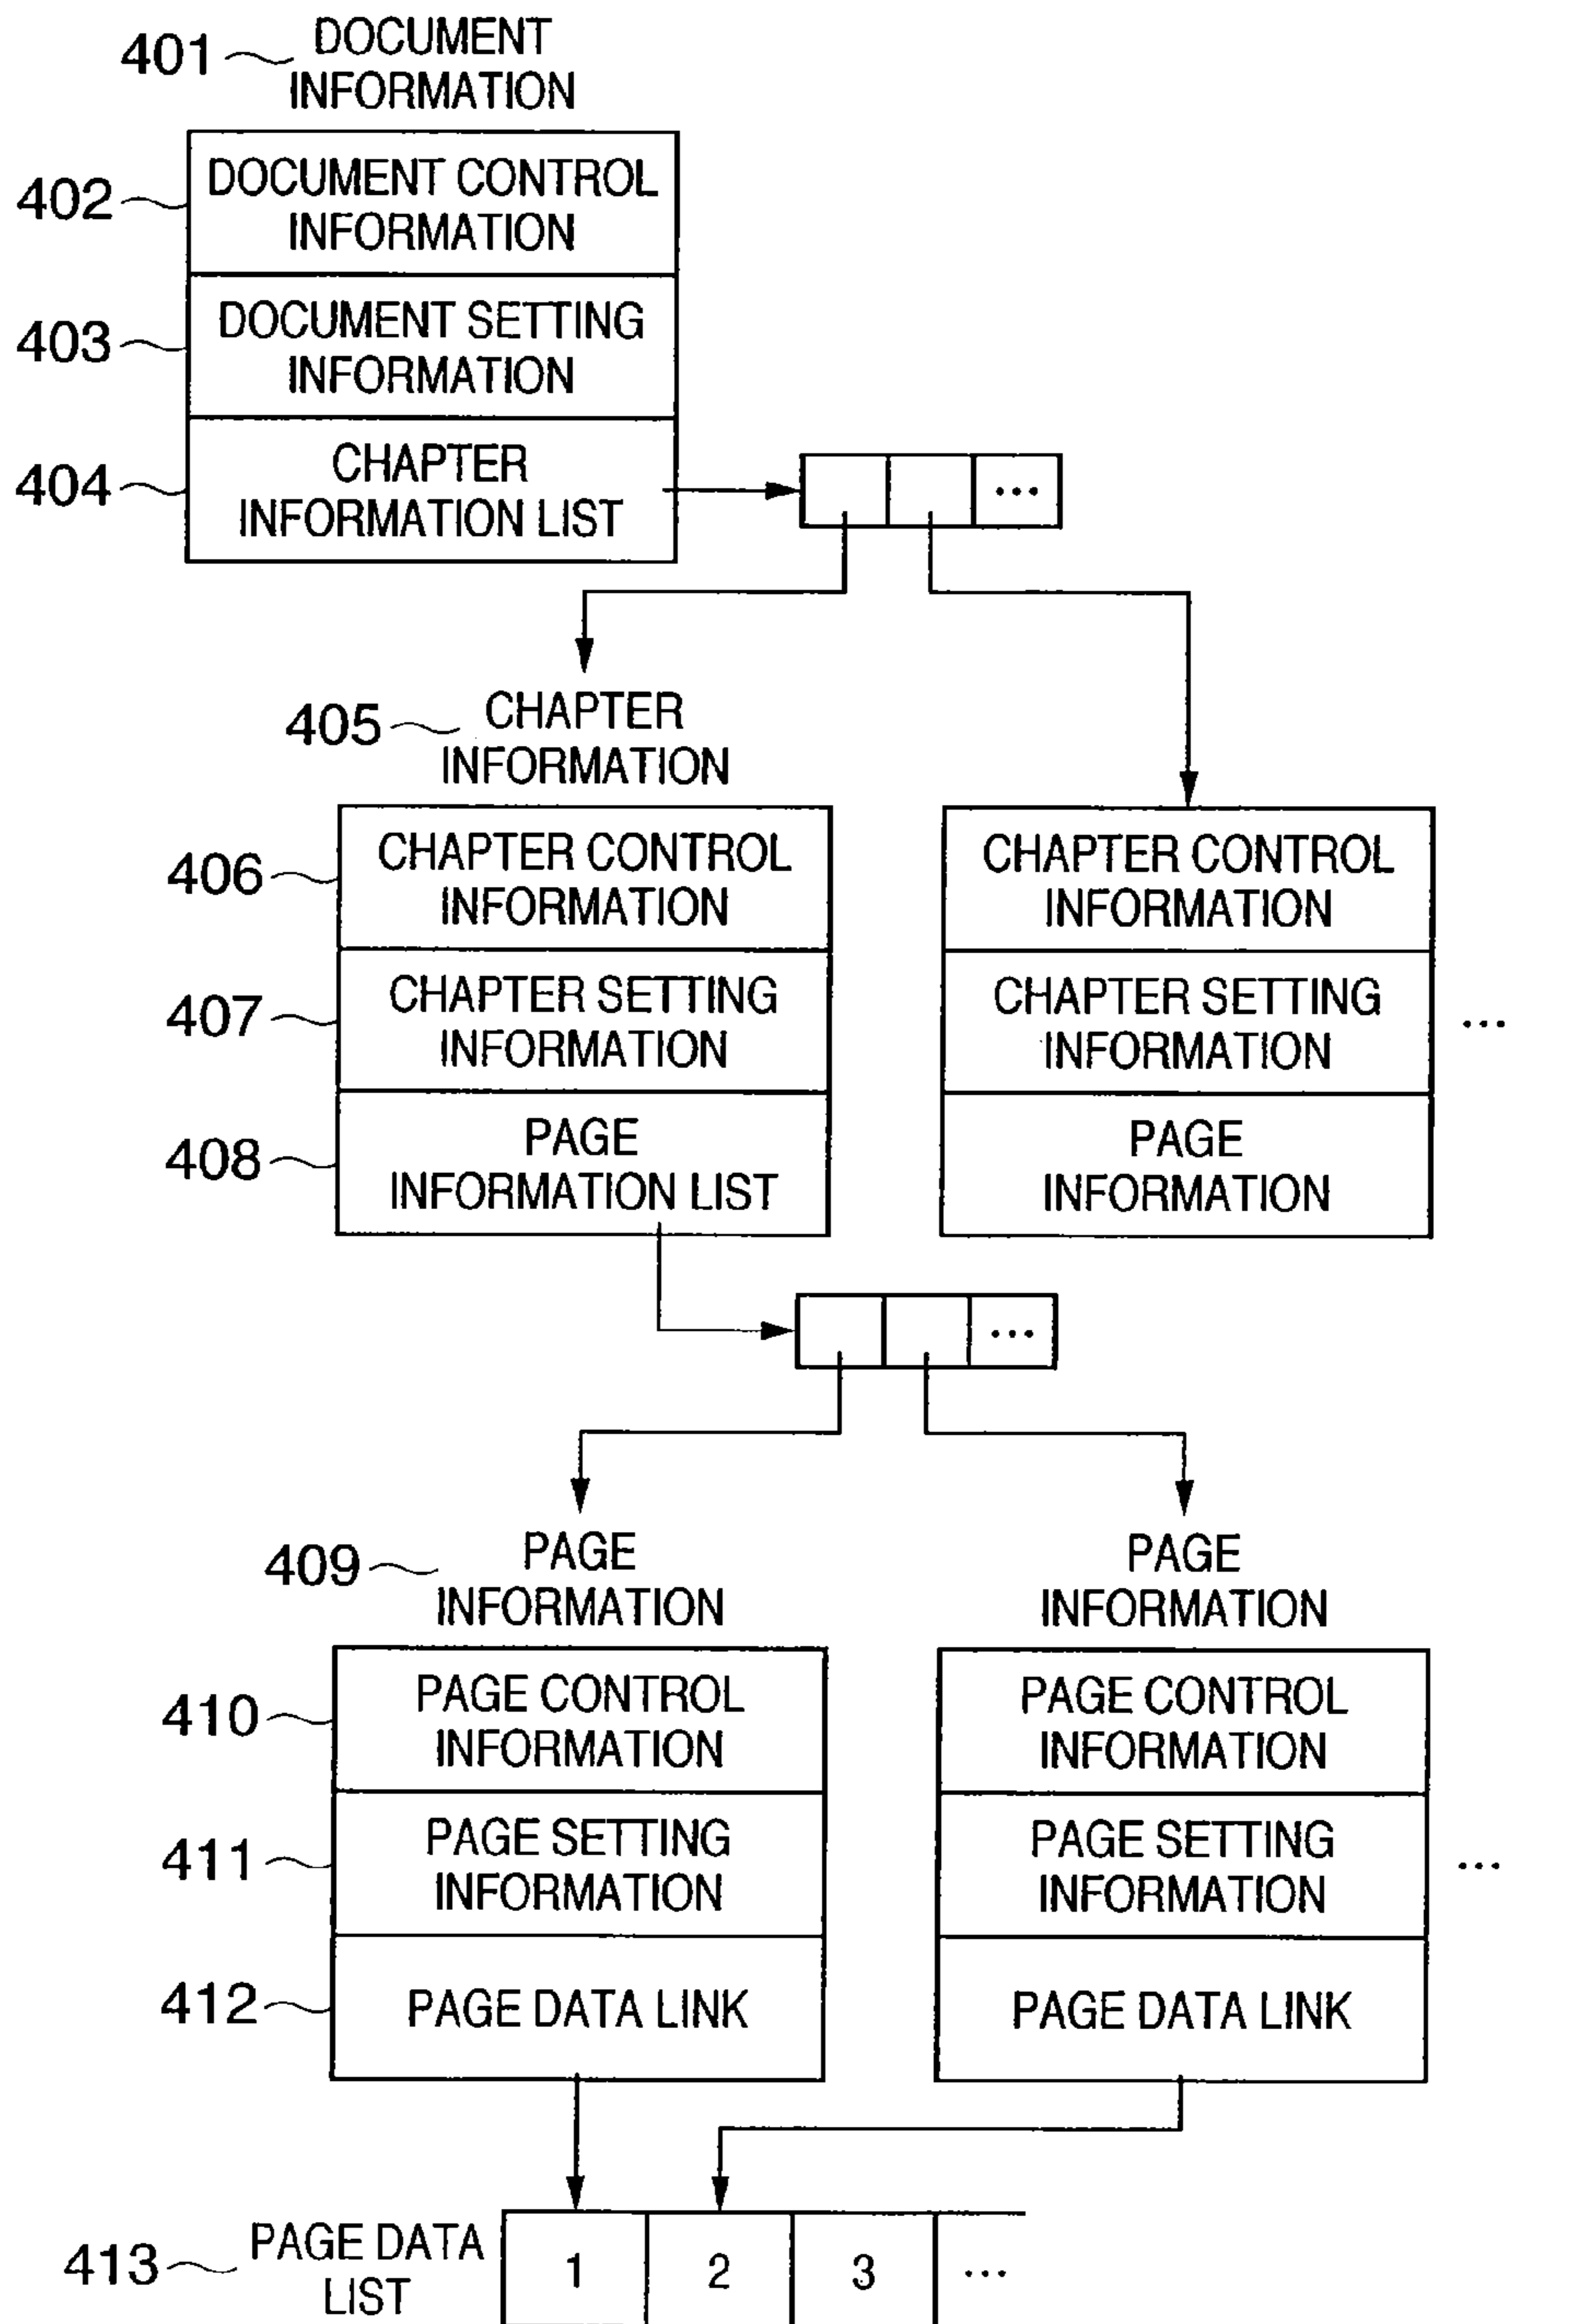 401
DOCUMENT
INFORMATION
402
DOCUMENT CONTROL
INFORMATION
403
DOCUMENT SETTING
INFORMATION
404
CHAPTER
INFORMATION LIST
...
405
CHAPTER
INFORMATION
406
CHAPTER CONTROL
INFORMATION
CHAPTER CONTROL
INFORMATION
407
CHAPTER SETTING
INFORMATION
CHAPTER SETTING
INFORMATION
...
408
PAGE
INFORMATION LIST
PAGE
INFORMATION
...
409
PAGE
INFORMATION
PAGE
INFORMATION
410
PAGE CONTROL
INFORMATION
PAGE CONTROL
INFORMATION
411
PAGE SETTING
INFORMATION
PAGE SETTING
INFORMATION
...
412
PAGE DATA LINK
PAGE DATA LINK
413
PAGE DATA
LIST
1 2 3 ...